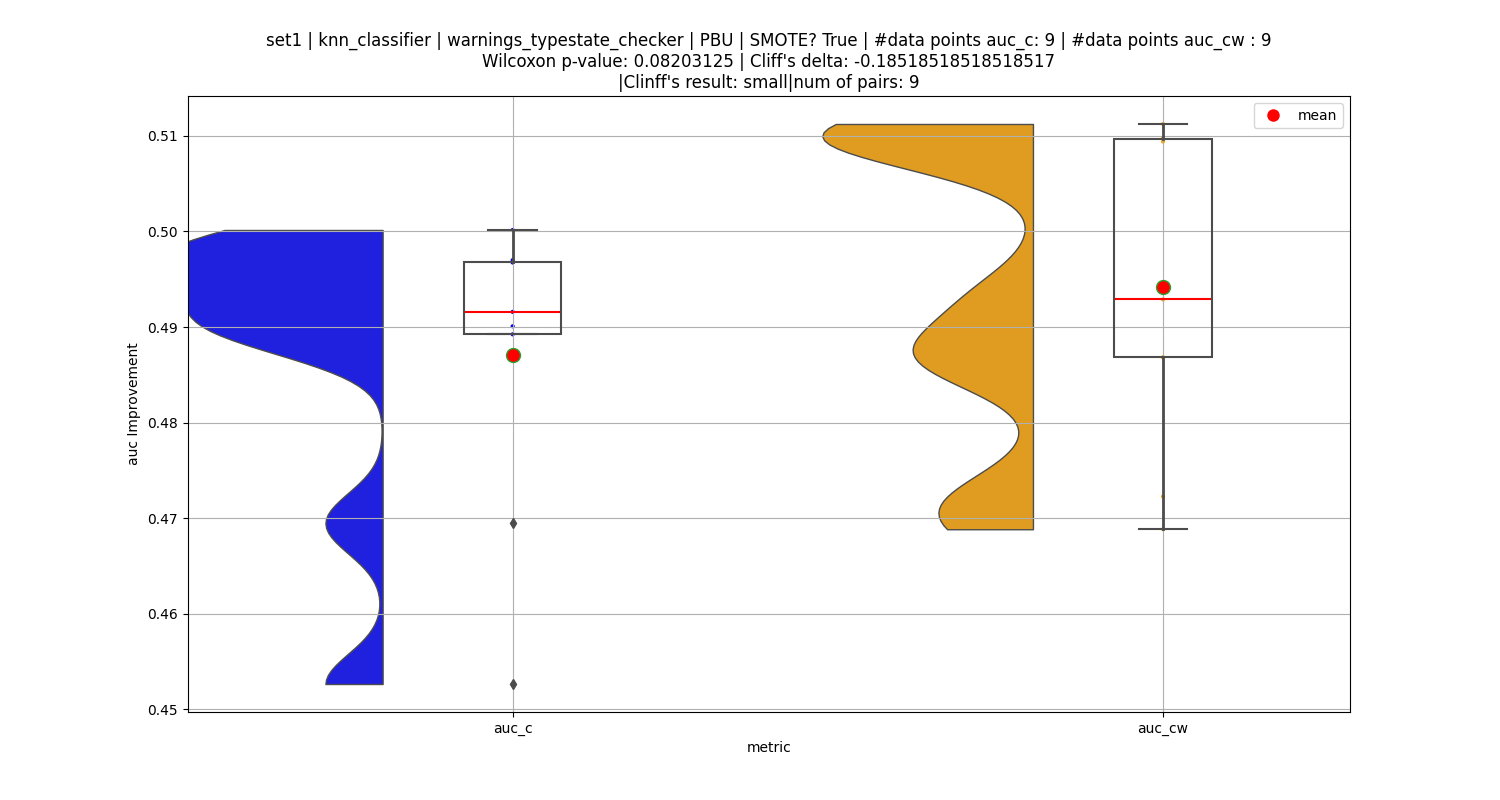 set1 | knn_classifier | warnings_typestate_checker | PBU | SMOTE? True | #data points auc_c: 9 | #data points auc_cw : 9
Wilcoxon p-value: 0.08203125 | Cliff's delta: -0.18518518518518517
|Clinff's result: small|num of pairs: 9
mean
0.51
0.50
0.49
0.48
0.47
0.46
0.45
auc Improvement
auc_c
auc_cw
metric